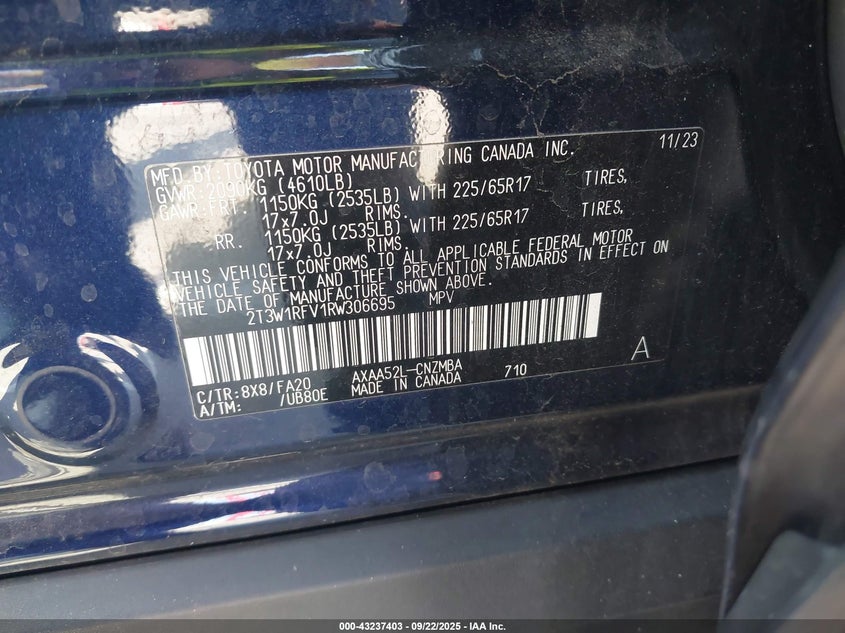 MFD.BY:TOYOTA MOTOR MANUFACTURING CANADA INC. 11/23
GVWR:2090KG (4610LB)
GAWR:FRT. 1150KG (2535LB) WITH 225/65R17 TIRES,
17x7.0J RIMS.
RR. 1150KG (2535LB) WITH 225/65R17 TIRES,
17x7.0J RIMS.
THIS VEHICLE CONFORMS TO ALL APPLICABLE FEDERAL MOTOR
VEHICLE SAFETY AND THEFT PREVENTION STANDARDS IN EFFECT ON
THE DATE OF MANUFACTURE SHOWN ABOVE.
2T3W1RFV1RW306695 MPV
C/TR:8X8/FA20 AXAA52L-CNZMBA 710 A
A/TM: /UB80E MADE IN CANADA
000-43237403 - 09/22/2025 - IAA Inc.